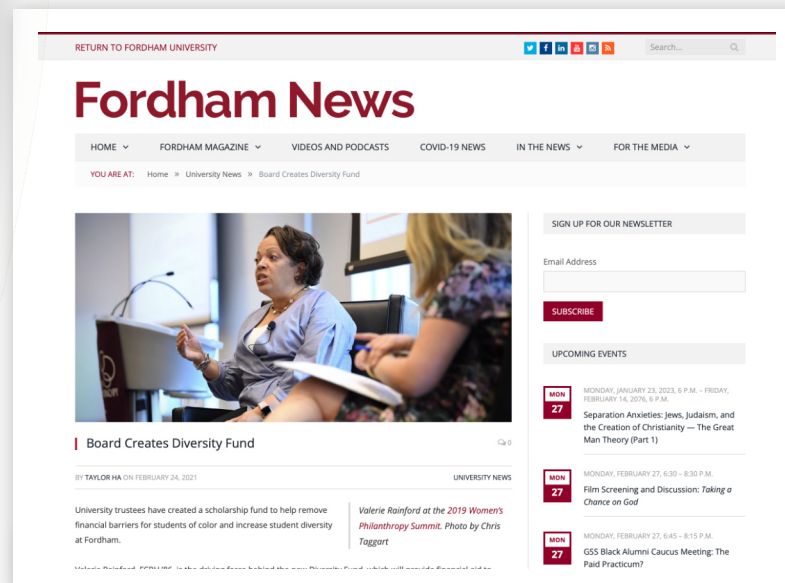 RETURN TO FORDHAM UNIVERSITY
Search...
Fordham News
HOME
FORDHAM MAGAZINE
VIDEOS AND PODCASTS
COVID-19 NEWS
IN THE NEWS
FOR THE MEDIA
YOU ARE AT: Home » University News » Board Creates Diversity Fund
Board Creates Diversity Fund
0
BY TAYLOR HA ON FEBRUARY 24, 2021
UNIVERSITY NEWS
University trustees have created a scholarship fund to help remove
financial barriers for students of color and increase student diversity
at Fordham.
Valerie Rainford at the 2019 Women's
Philanthropy Summit. Photo by Chris
Taggart
SIGN UP FOR OUR NEWSLETTER
Email Address
SUBSCRIBE
UPCOMING EVENTS
MON
27
MONDAY, JANUARY 23, 2023, 6 P.M. – FRIDAY,
FEBRUARY 14, 2076, 6 P.M.
Separation Anxieties: Jews, Judaism, and
the Creation of Christianity — The Great
Man Theory (Part 1)
MON
27
MONDAY, FEBRUARY 27, 6:30 – 8:30 P.M.
Film Screening and Discussion: Taking a
Chance on God
MON
27
MONDAY, FEBRUARY 27, 6:45 – 8:15 P.M.
GSS Black Alumni Caucus Meeting: The
Paid Practicum?